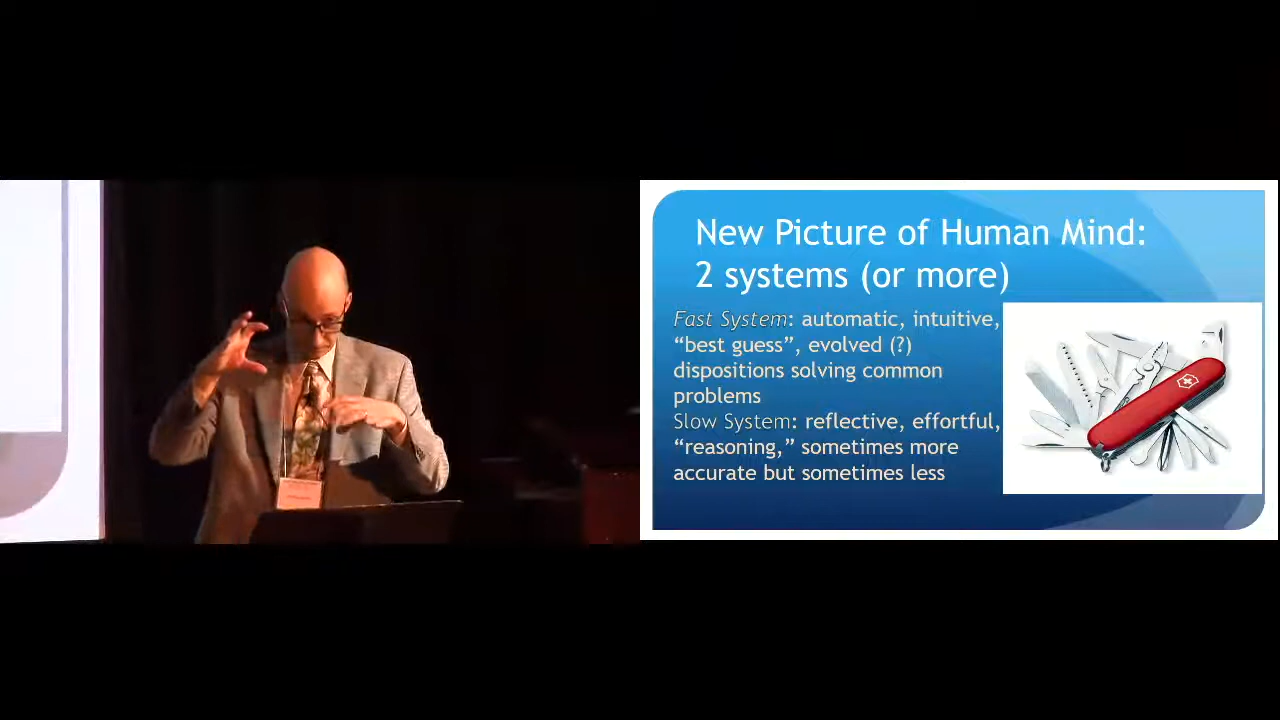 New Picture of Human Mind:
2 systems (or more)
Fast System: automatic, intuitive,
“best guess”, evolved (?)
dispositions solving common
problems
Slow System: reflective, effortful,
“reasoning,” sometimes more
accurate but sometimes less